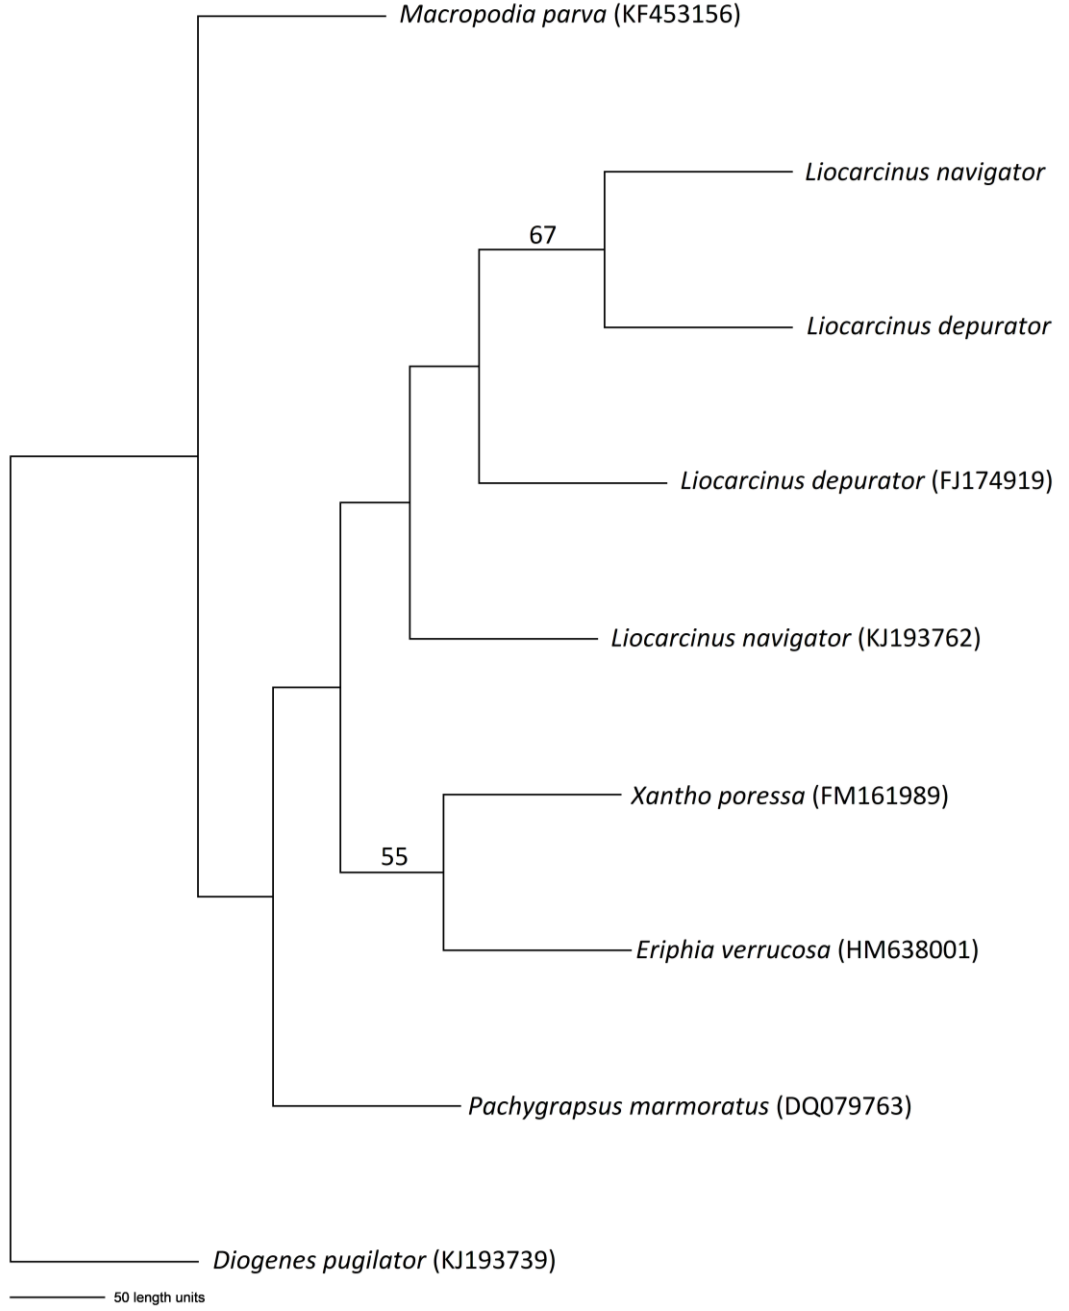 Macropodia parva (KF453156)
Liocarcinus navigator
67
Liocarcinus depurator
Liocarcinus depurator (FJ174919)
Liocarcinus navigator (KJ193762)
Xantho poressa (FM161989)
55
Eriphia verrucosa (HM638001)
Pachygrapsus marmoratus (DQ079763)
Diogenes pugilator (KJ193739)
50 length units